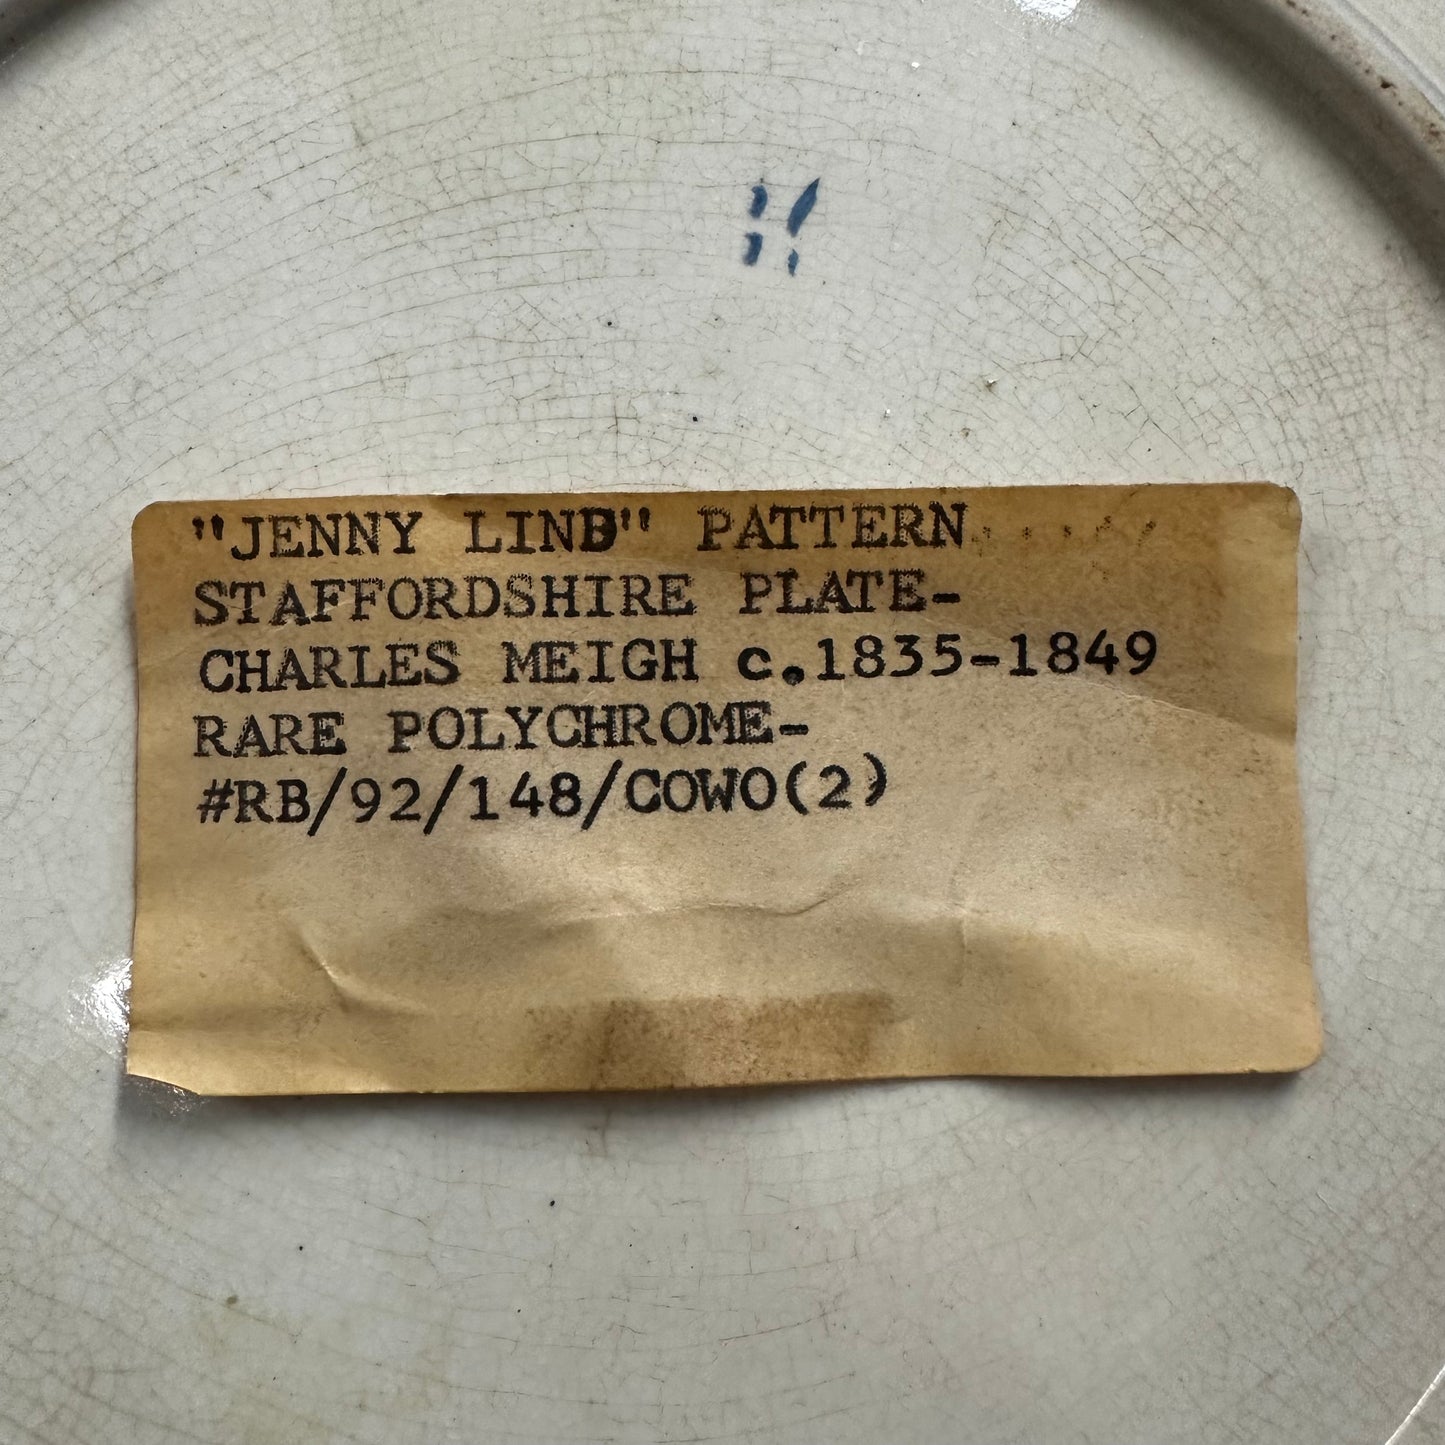 "JENNY LIND" PATTERN
STAFFORDSHIRE PLATE-
CHARLES MEIGH c.1835-1849
RARE POLYCHROME-
#RB/92/148/COWO(2)